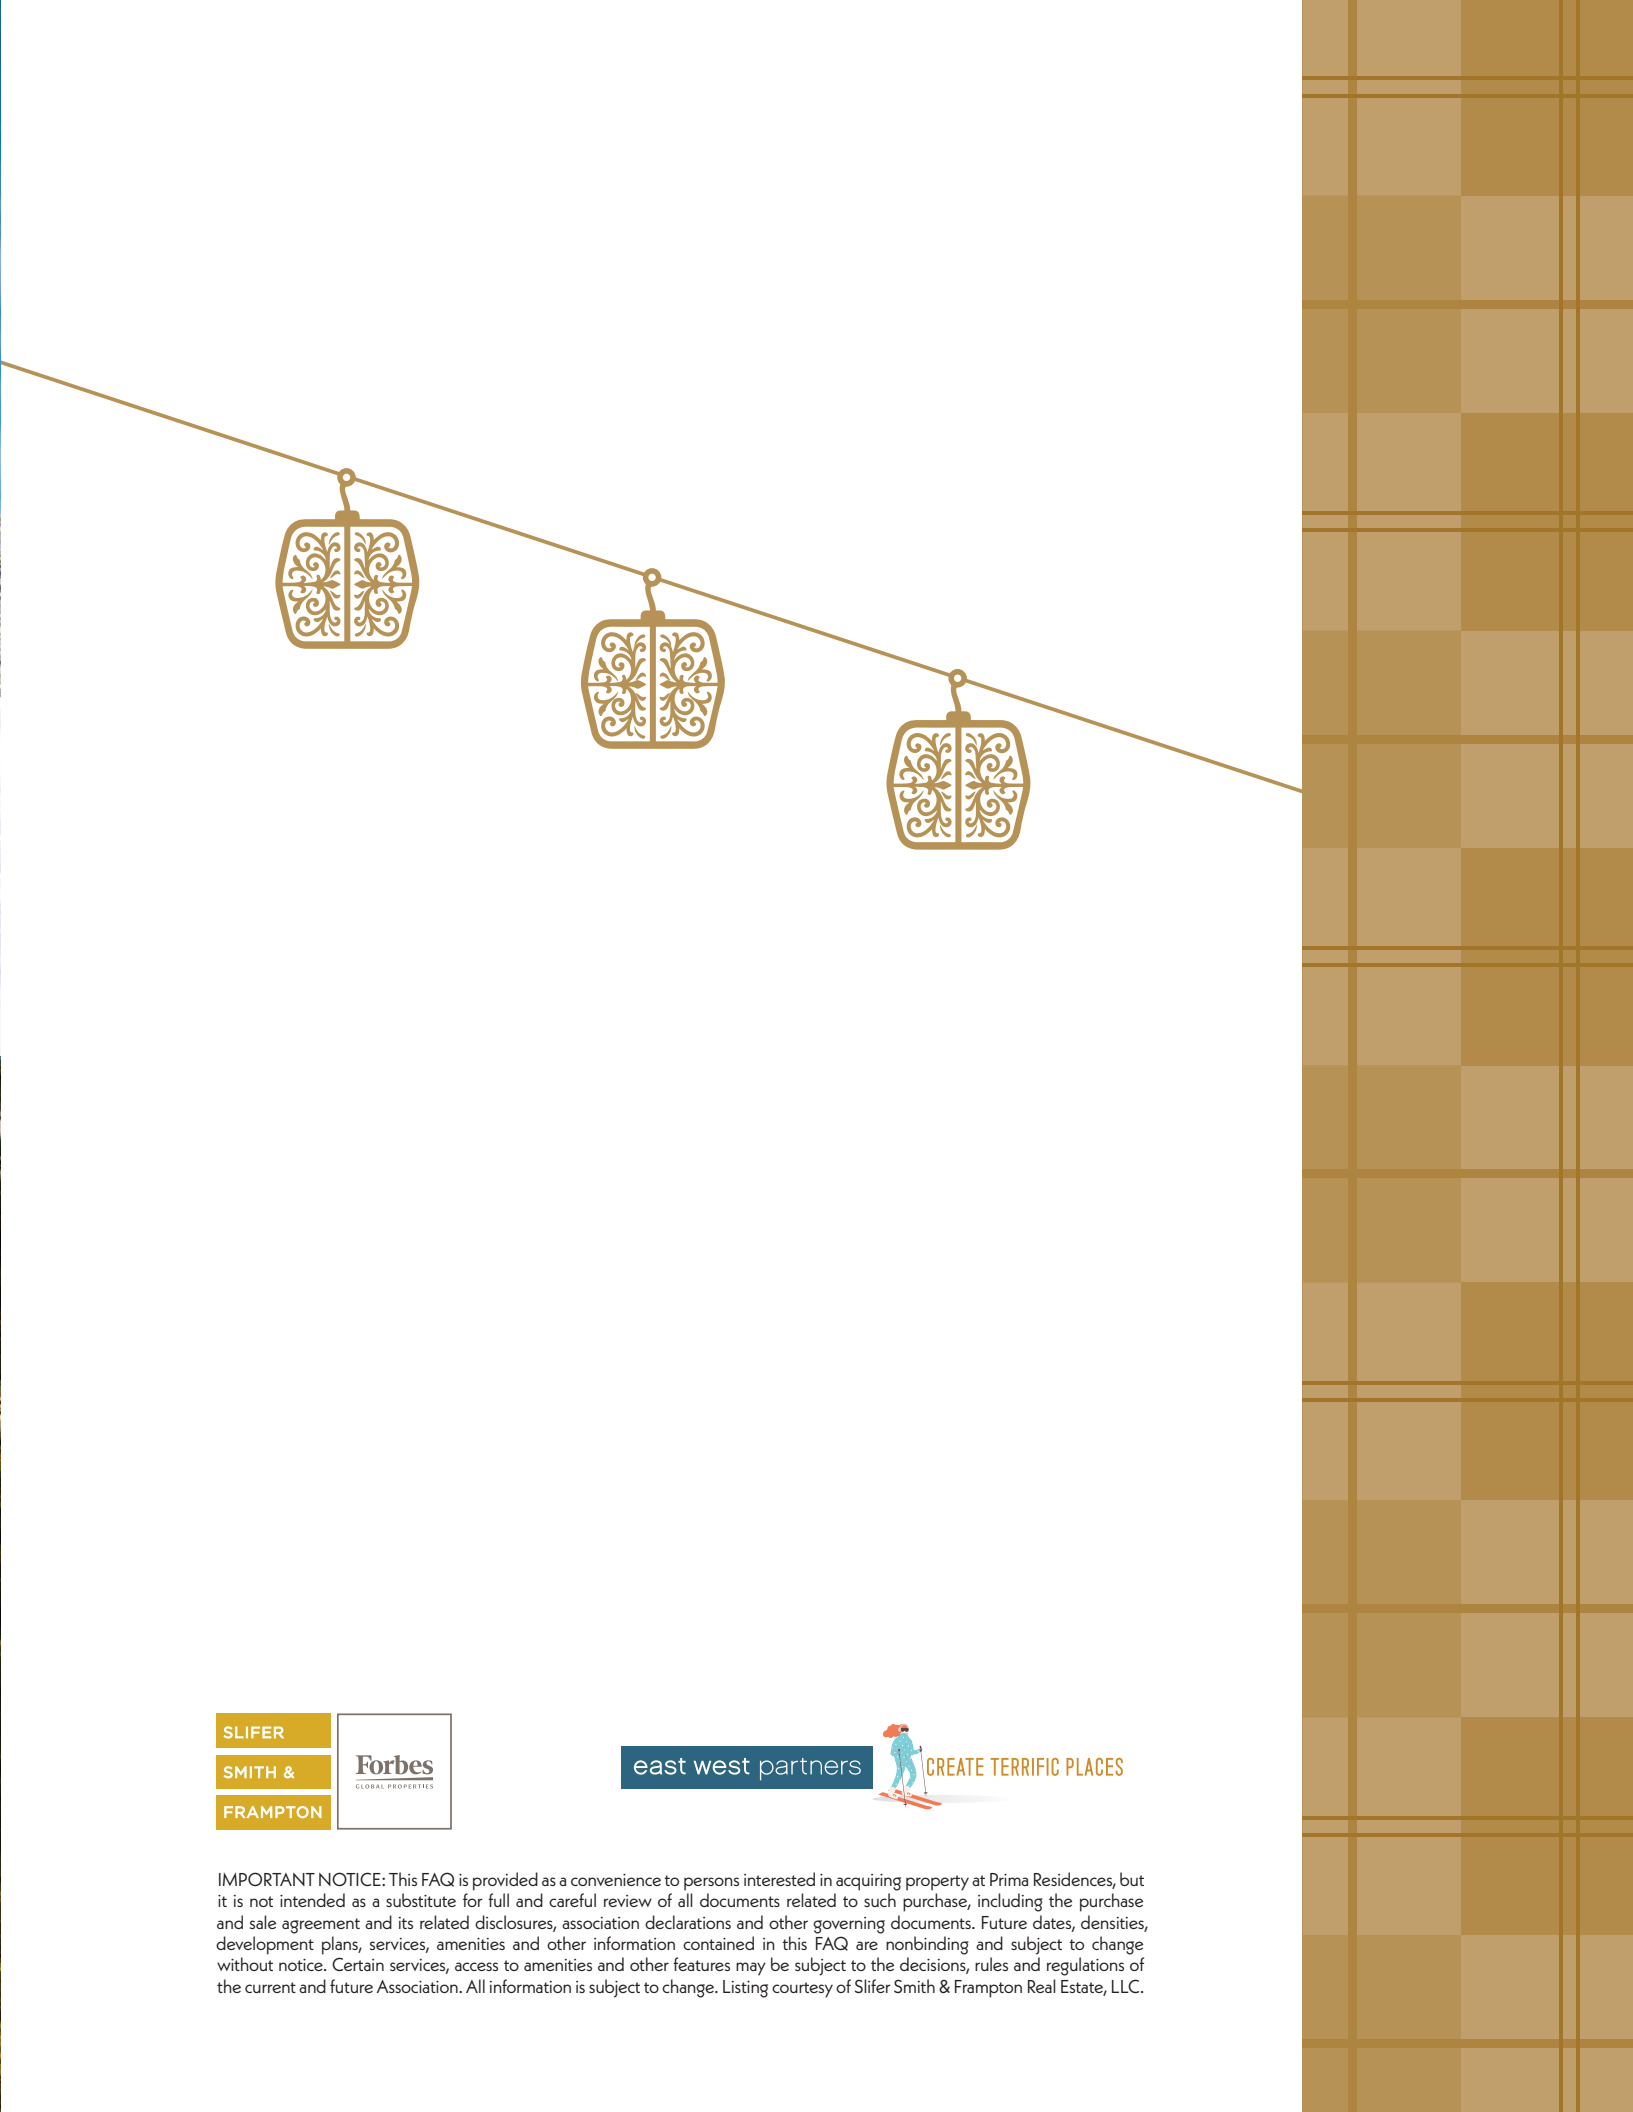 SLIFER
SMITH &
FRAMPTON
Forbes
GLOBAL PROPERTIES
east west partners
CREATE TERRIFIC PLACES
IMPORTANT NOTICE: This FAQ is provided as a convenience to persons interested in acquiring property at Prima Residences, but
it is not intended as a substitute for full and careful review of all documents related to such purchase, including the purchase
and sale agreement and its related disclosures, association declarations and other governing documents. Future dates, densities,
development plans, services, amenities and other information contained in this FAQ are nonbinding and subject to change
without notice. Certain services, access to amenities and other features may be subject to the decisions, rules and regulations of
the current and future Association. All information is subject to change. Listing courtesy of Slifer Smith & Frampton Real Estate, LLC.